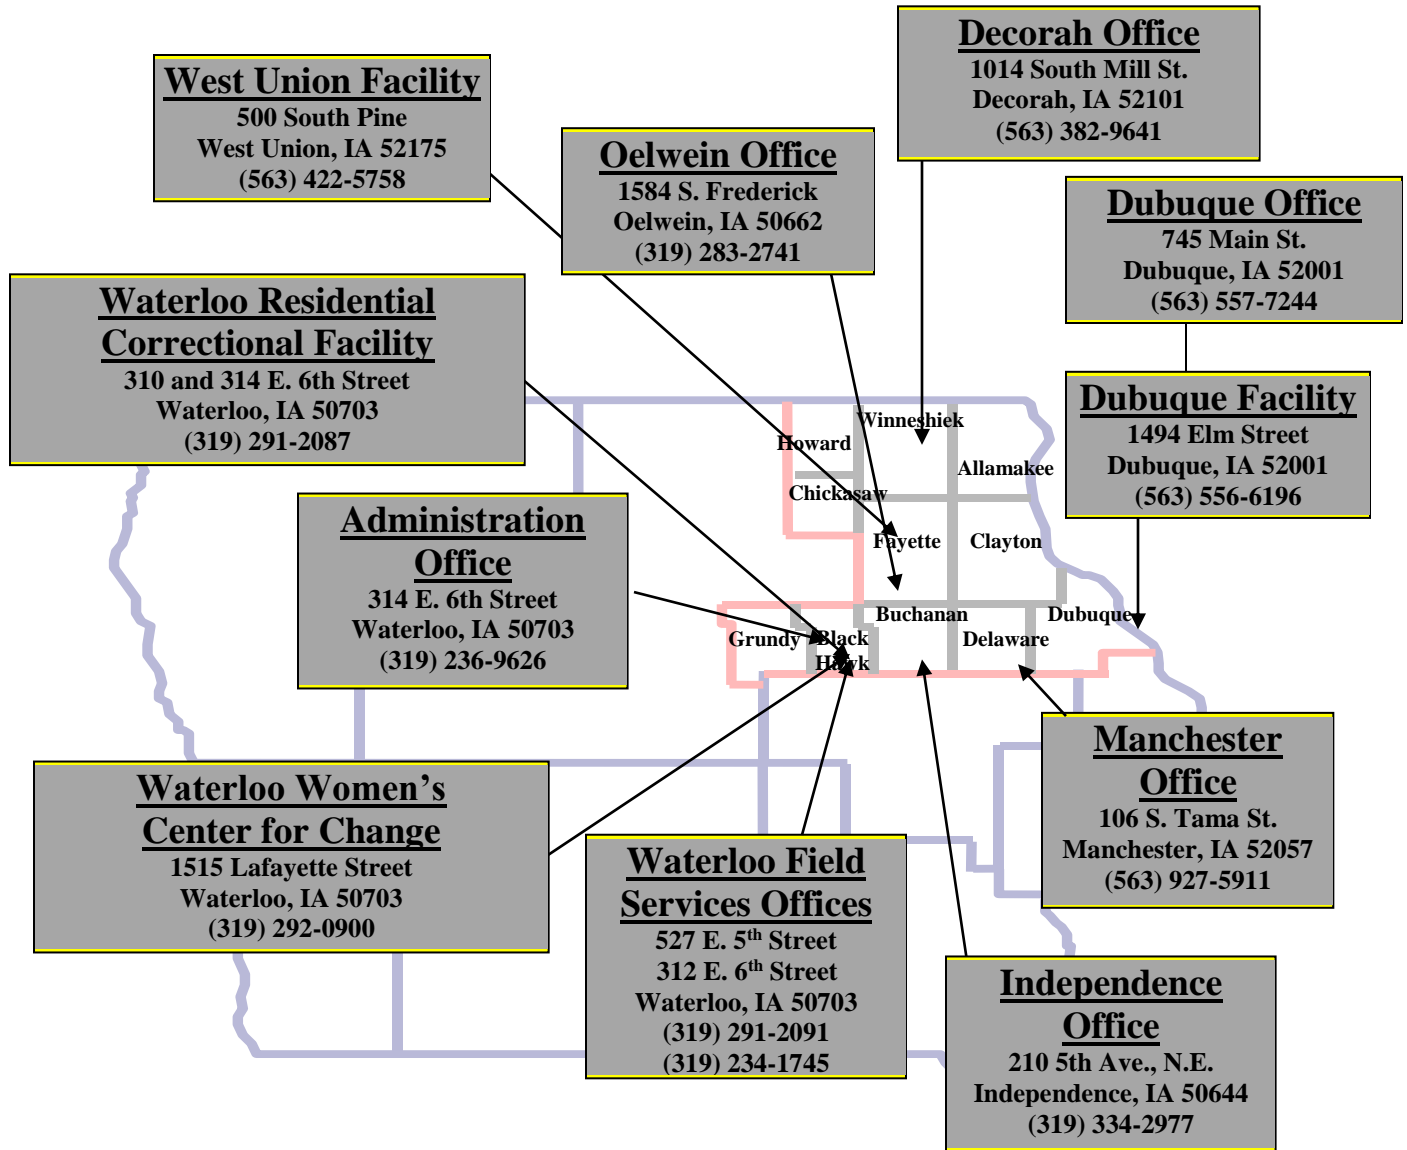 Decorah Office
1014 South Mill St.
Decorah, IA 52101
(563) 382-9641
West Union Facility
500 South Pine
West Union, IA 52175
(563) 422-5758
Oelwein Office
1584 S. Frederick
Oelwein, IA 50662
(319) 283-2741
Dubuque Office
745 Main St.
Dubuque, IA 52001
(563) 557-7244
Waterloo Residential
Correctional Facility
310 and 314 E. 6th Street
Waterloo, IA 50703
(319) 291-2087
Dubuque Facility
1494 Elm Street
Dubuque, IA 52001
(563) 556-6196
Winneshiek
Howard
Allamakee
Chickasaw
Fayette
Clayton
Buchanan
Dubuque
Grundy
Black
Hawk
Delaware
Administration
Office
314 E. 6th Street
Waterloo, IA 50703
(319) 236-9626
Manchester
Office
106 S. Tama St.
Manchester, IA 52057
(563) 927-5911
Waterloo Women’s
Center for Change
1515 Lafayette Street
Waterloo, IA 50703
(319) 292-0900
Waterloo Field
Services Offices
527 E. 5th Street
312 E. 6th Street
Waterloo, IA 50703
(319) 291-2091
(319) 234-1745
Independence
Office
210 5th Ave., N.E.
Independence, IA 50644
(319) 334-2977